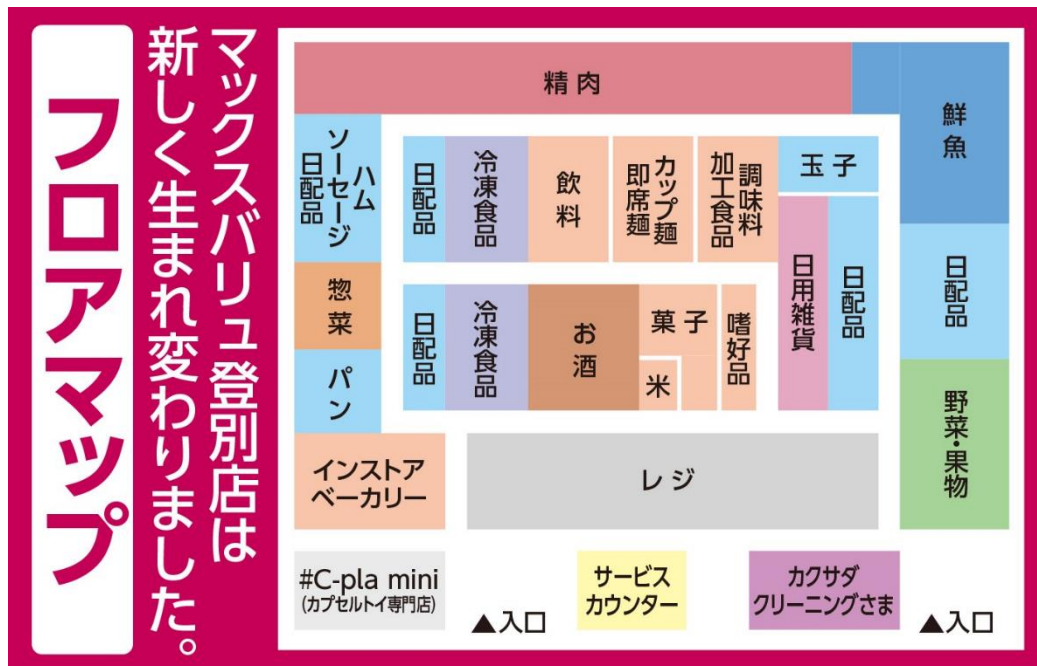 フロアマップ
マックスバリュ登別店は
新しく生まれ変わりました。
精肉
鮮魚
ハム
ソーセージ
日配品
日配品
冷凍食品
飲料
カップ麺
即席麺
調味料
加工食品
玉子
日用雑貨
日配品
日配品
惣菜
日配品
冷凍食品
お酒
菓子
米
嗜好品
パン
野菜・果物
インストア
ベーカリー
レジ
#C-pla mini
(カプセルトイ専門店)
▲入口
サービス
カウンター
カクサダ
クリーニングさま
▲入口